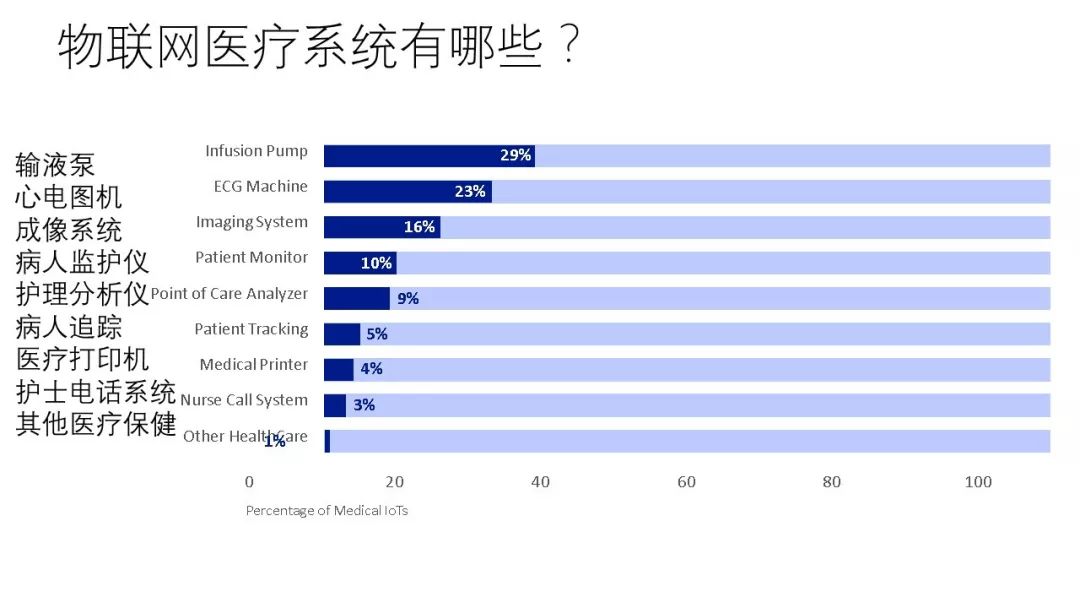 物联网医疗系统有哪些？
输液泵
心电图机
成像系统
病人监护仪
护理分析仪
病人追踪
医疗打印机
护士电话系统
其他医疗保健
Infusion Pump 29%
ECG Machine 23%
Imaging System 16%
Patient Monitor 10%
Point of Care Analyzer 9%
Patient Tracking 5%
Medical Printer 4%
Nurse Call System 3%
Other HealthCare 1%
0 20 40 60 80 100
Percentage of Medical IoTs